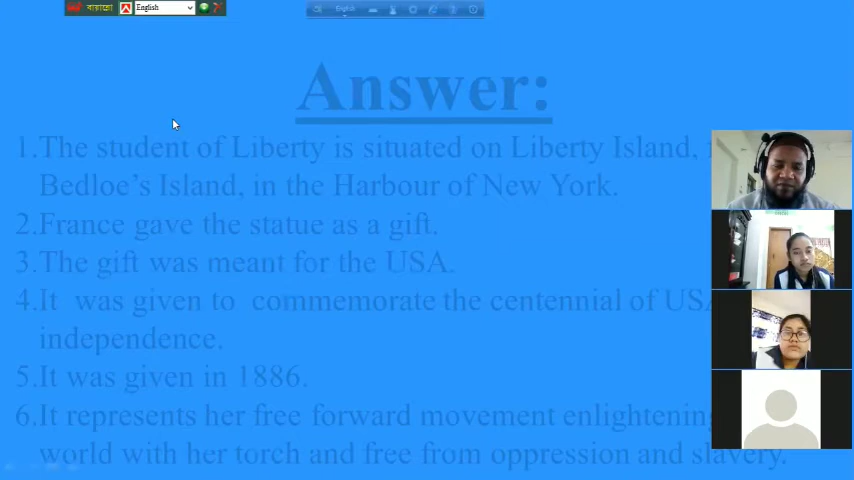 বায়ান্নো English English
Answer:
1.The student of Liberty is situated on Liberty Island,
Bedloe's Island, in the Harbour of New York.
2.France gave the statue as a gift.
3.The gift was meant for the USA.
4.It was given to commemorate the centennial of
independence.
5.It was given in 1886.
6.It represents her free forward movement enlightening
world with her torch and free from oppression and slavery.